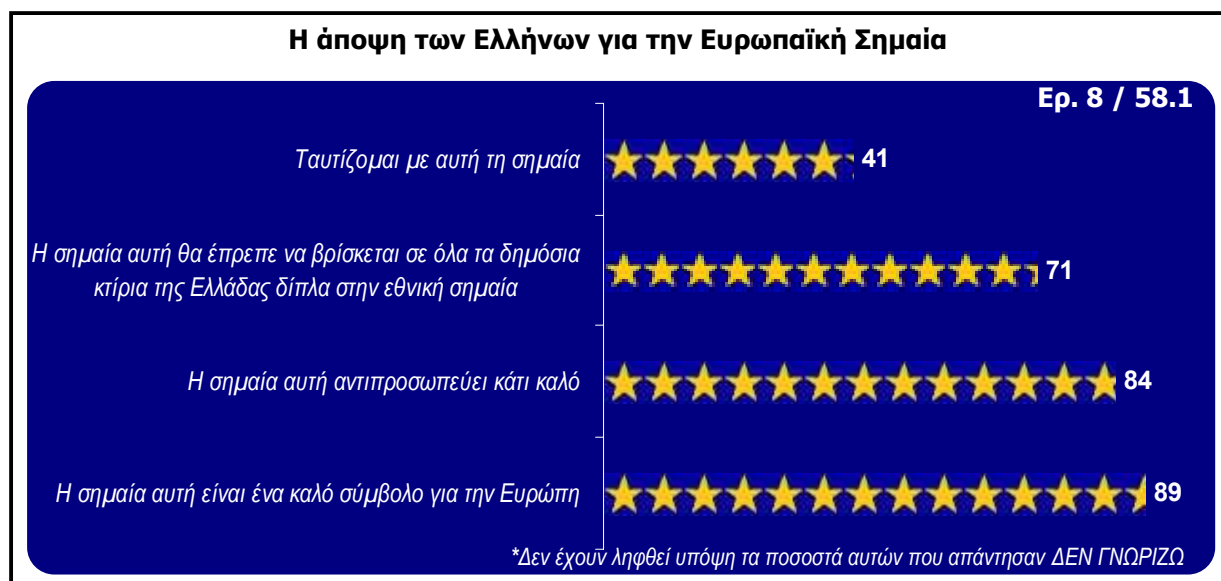 Η άποψη των Ελλήνων για την Ευρωπαϊκή Σημαία
Ερ. 8 / 58.1
Ταυτίζομαι με αυτή τη σημαία
41
Η σημαία αυτή θα έπρεπε να βρίσκεται σε όλα τα δημόσια
κτίρια της Ελλάδας δίπλα στην εθνική σημαία
71
Η σημαία αυτή αντιπροσωπεύει κάτι καλό
84
Η σημαία αυτή είναι ένα καλό σύμβολο για την Ευρώπη
89
*Δεν έχουν ληφθεί υπόψη τα ποσοστά αυτών που απάντησαν ΔΕΝ ΓΝΩΡΙΖΩ